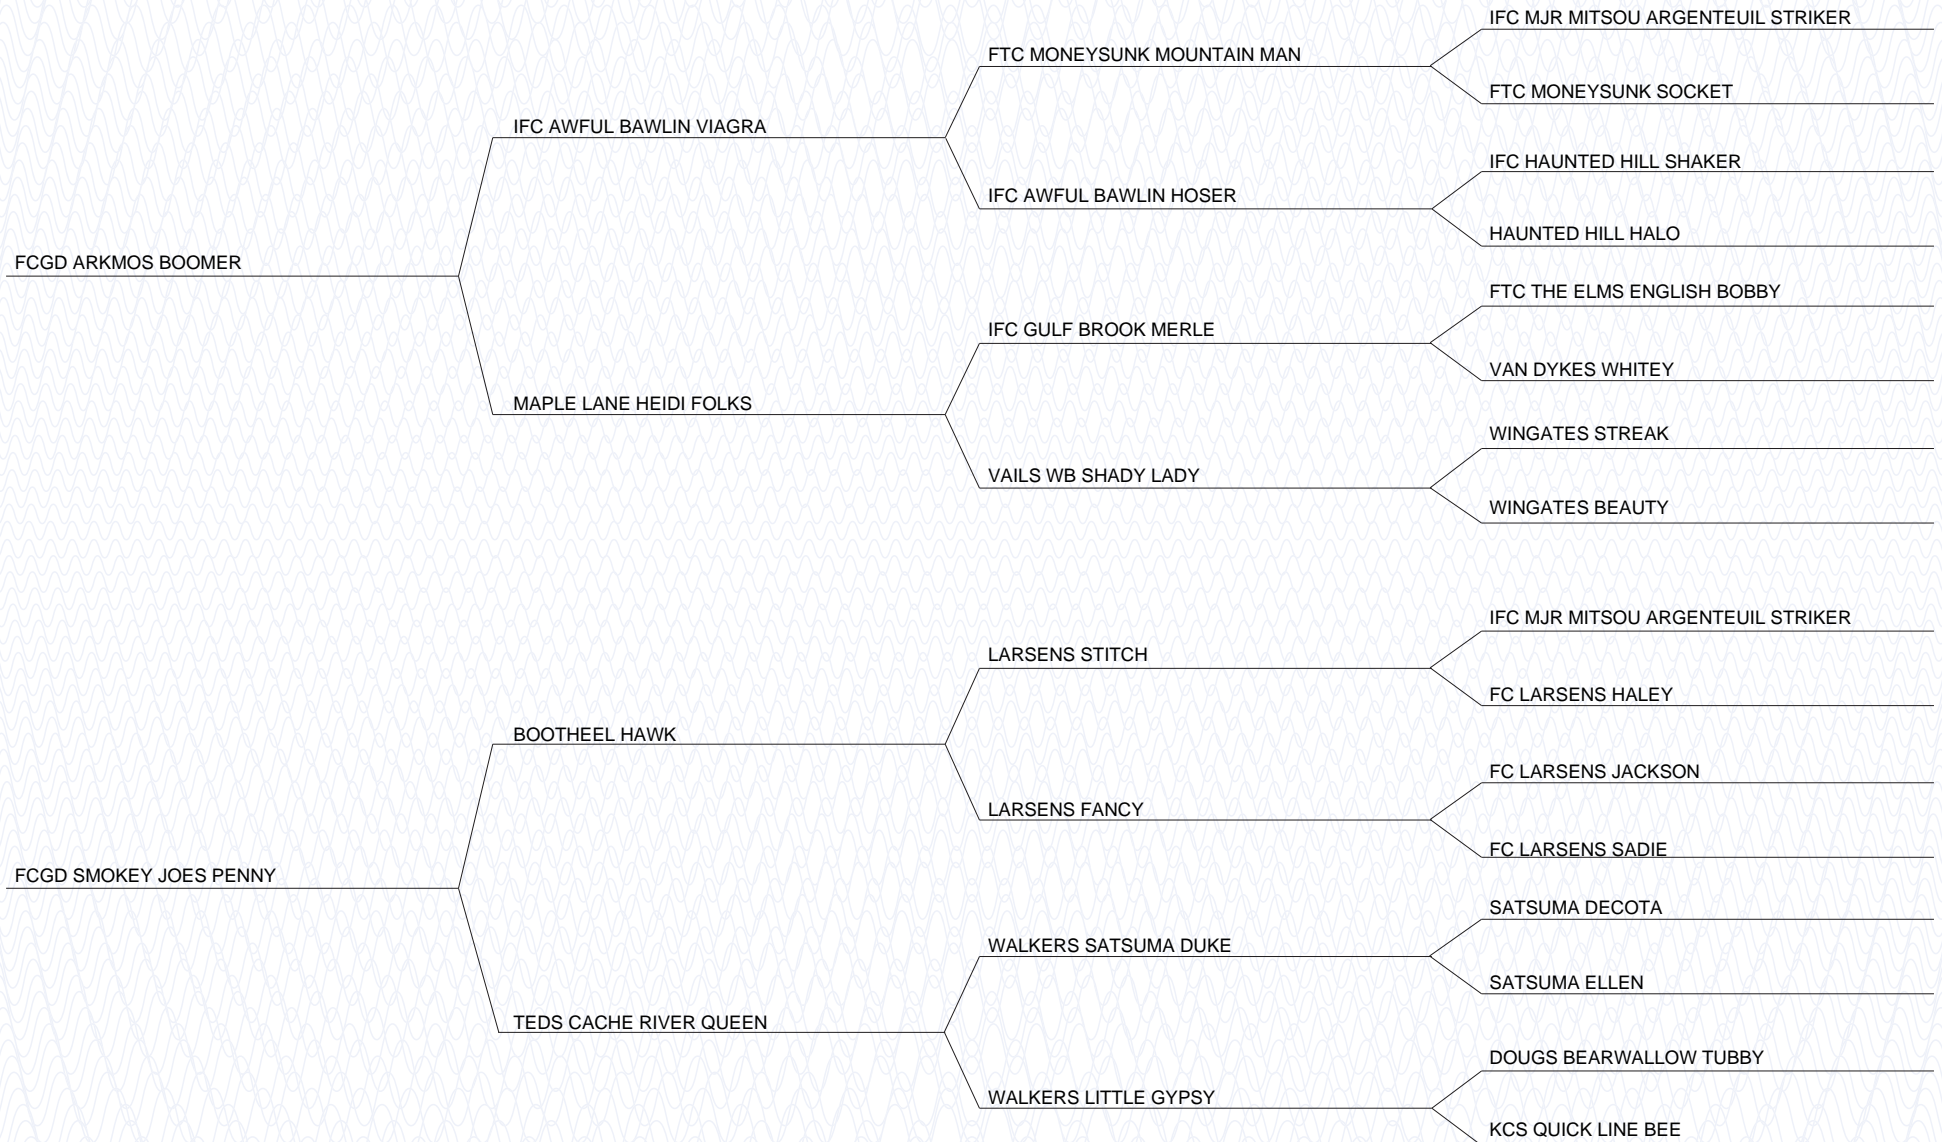 IFC MJR MITSOU ARGENTEUIL STRIKER
FTC MONEYSUNK MOUNTAIN MAN
FTC MONEYSUNK SOCKET
IFC AWFUL BAWLIN VIAGRA
IFC HAUNTED HILL SHAKER
IFC AWFUL BAWLIN HOSER
HAUNTED HILL HALO
FCGD ARKMOS BOOMER
FTC THE ELMS ENGLISH BOBBY
IFC GULF BROOK MERLE
VAN DYKES WHITEY
MAPLE LANE HEIDI FOLKS
WINGATES STREAK
VAILS WB SHADY LADY
WINGATES BEAUTY
IFC MJR MITSOU ARGENTEUIL STRIKER
LARSENS STITCH
FC LARSENS HALEY
BOOTHEEL HAWK
FC LARSENS JACKSON
LARSENS FANCY
FC LARSENS SADIE
FCGD SMOKEY JOES PENNY
SATSUMA DECOTA
WALKERS SATSUMA DUKE
SATSUMA ELLEN
TEDS CACHE RIVER QUEEN
DOUGS BEARWALLOW TUBBY
WALKERS LITTLE GYPSY
KCS QUICK LINE BEE